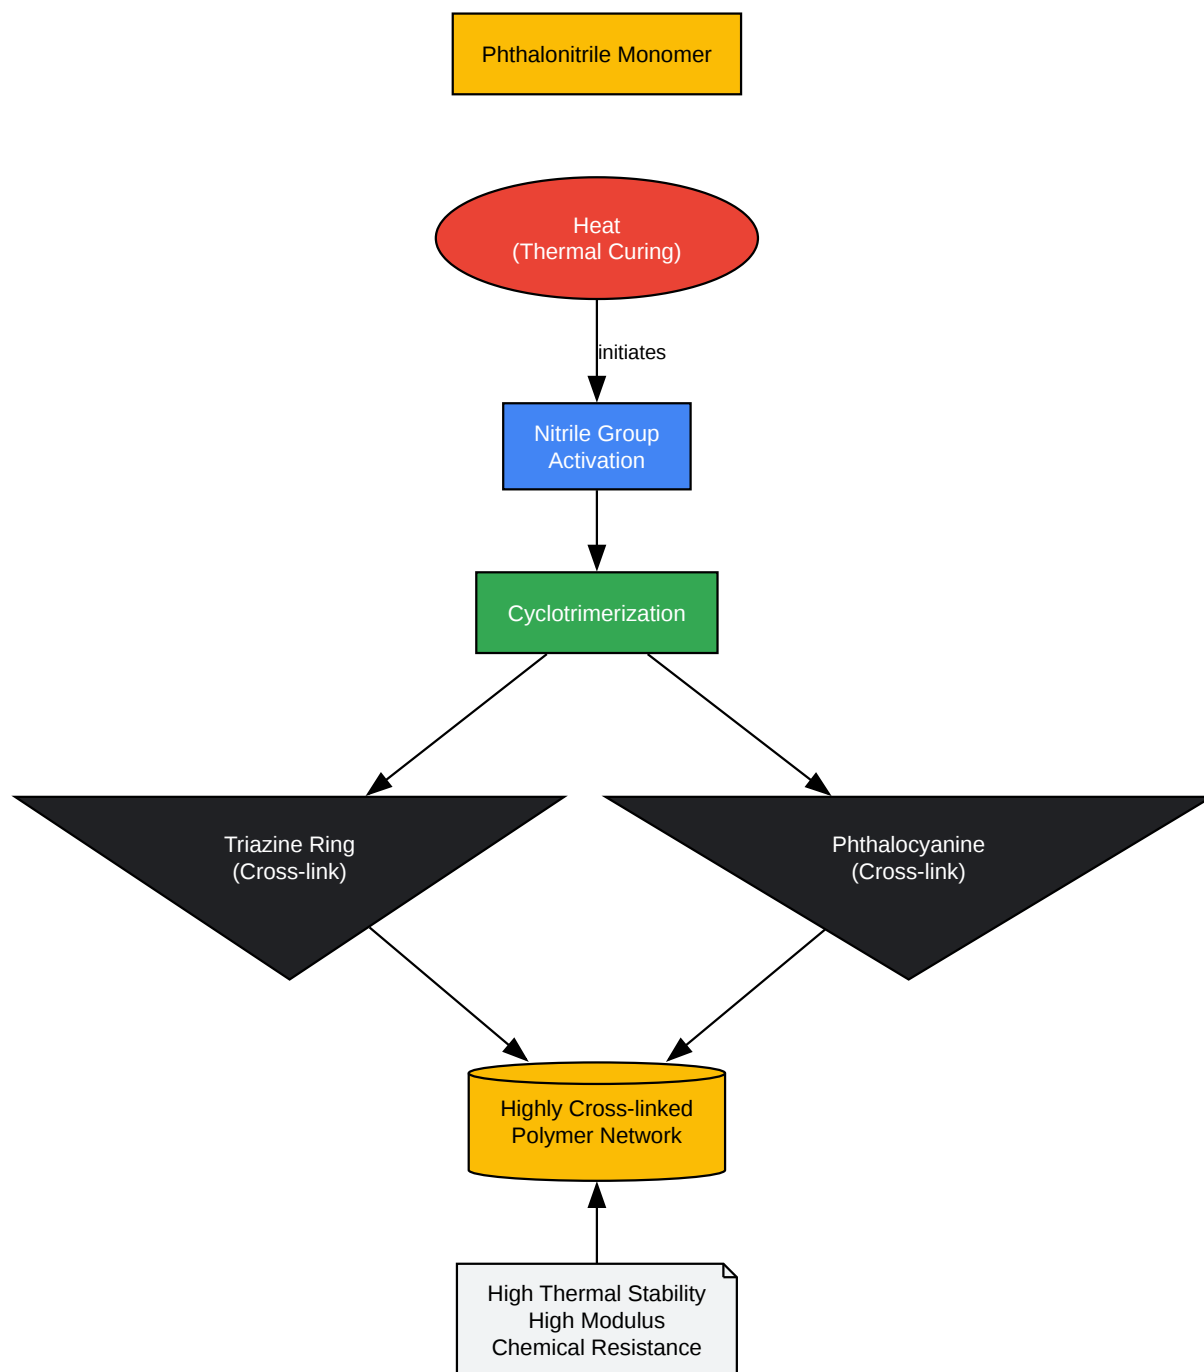 Phthalonitrile Monomer
Heat
(Thermal Curing)
initiates
Nitrile Group
Activation
Cyclotrimerization
Triazine Ring
(Cross-link)
Phthalocyanine
(Cross-link)
Highly Cross-linked
Polymer Network
High Thermal Stability
High Modulus
Chemical Resistance